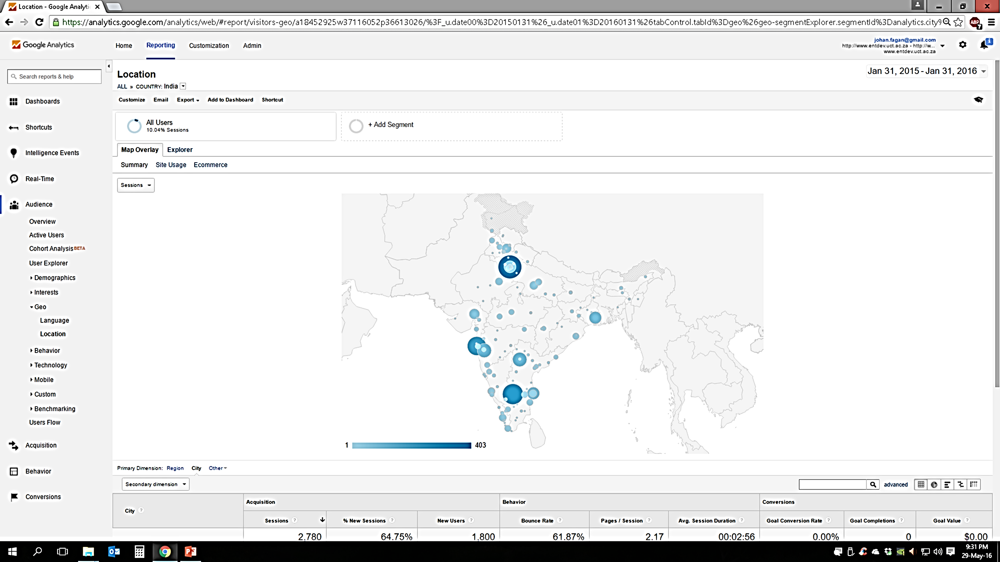 Location - Google Analyti
https://analytics.google.com/analytics/web/#report/visitors-geo/a18452925w37116052p36613026/%3F_u.date00%3D20150131%26_u.date01%3D20160131%26tabControl.tabId%3Dgeo%26geo-segmentExplorer.segmentId%3Danalytics.city%
ABP
7
Google Analytics
Home
Reporting
Customization
Admin
johan.fagan@gmail.com
http://www.entdev.uct.ac.za - http://w...
www.entdev.uct.ac.za
Search reports & help
Dashboards
Shortcuts
Intelligence Events
Real-Time
Audience
Overview
Active Users
Cohort Analysis BETA
User Explorer
Demographics
Interests
Geo
Language
Location
Behavior
Technology
Mobile
Custom
Benchmarking
Users Flow
Acquisition
Behavior
Conversions
Location
Jan 31, 2015 - Jan 31, 2016
ALL » COUNTRY: India
Customize Email Export Add to Dashboard Shortcut
All Users
10.04% Sessions
+ Add Segment
Map Overlay Explorer
Summary Site Usage Ecommerce
Sessions
1 403
Primary Dimension: Region City Other
Secondary dimension
advanced
City ?
Acquisition Behavior Conversions
Sessions ? % New Sessions ? New Users ? Bounce Rate ? Pages / Session ? Avg. Session Duration ? Goal Conversion Rate ? Goal Completions ? Goal Value ?
2,780 64.75% 1,800 61.87% 2.17 00:02:56 0.00% 0 $0.00
9:31 PM
29-May-16